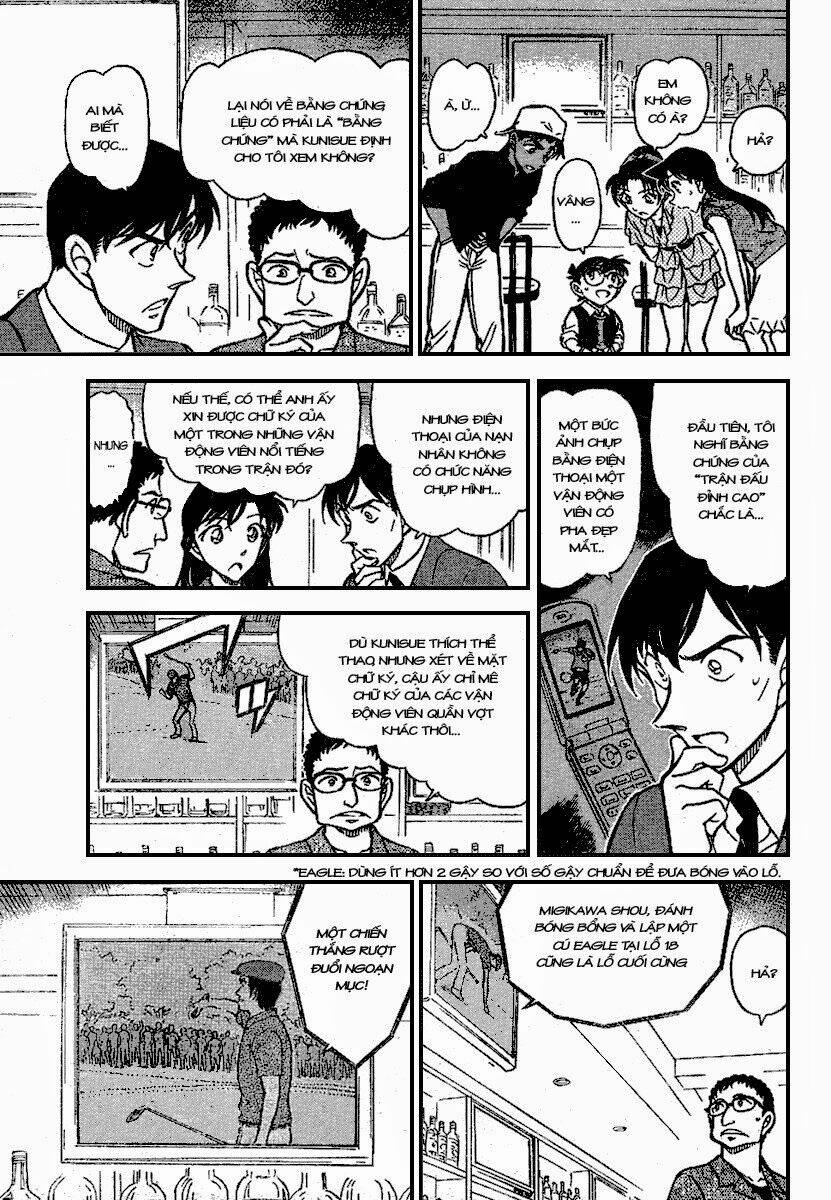 HẢ?
EM
KHÔNG
CÓ À?
À, Ừ...
VÂNG
...
LẠI NÓI VỀ BẰNG CHỨNG
LIỆU CÓ PHẢI LÀ "BẰNG
CHỨNG" MÀ KUNISUE ĐỊNH
CHO TÔI XEM KHÔNG?
AI MÀ
BIẾT
ĐƯỢC...
ĐẦU TIÊN, TÔI
NGHĨ BẰNG
CHỨNG CỦA
"TRẬN ĐẤU
ĐỈNH CAO"
CHẮC LÀ...
MỘT BỨC
ẢNH CHỤP
BẰNG ĐIỆN
THOẠI MỘT
VẬN ĐỘNG
VIÊN CÓ
PHA ĐẸP
MẮT...
NHƯNG ĐIỆN
THOẠI CỦA NẠN
NHÂN KHÔNG
CÓ CHỨC NĂNG
CHỤP HÌNH...
NẾU THẾ, CÓ THỂ ANH ẤY
XIN ĐƯỢC CHỮ KÝ CỦA
MỘT TRONG NHỮNG VẬN
ĐỘNG VIÊN NỔI TIẾNG
TRONG TRẬN ĐÓ?
NHƯNG
...
DÙ KUNISUE THÍCH THỂ
THAO, NHƯNG XÉT VỀ MẶT
CHỮ KÝ, CẬU ẤY CHỈ MÊ
CHỮ KÝ CỦA CÁC VẬN
ĐỘNG VIÊN QUẦN VỢT
KHÁC THÔI...
*EAGLE: DÙNG ÍT HƠN 2 GẬY SO VỚI SỐ GẬY CHUẨN ĐỂ ĐƯA BÓNG VÀO LỖ.
HẢ?
MIGIKAWA SHOU, ĐÁNH
BÓNG BỔNG VÀ LẬP MỘT
CÚ EAGLE TẠI LỖ 18
CŨNG LÀ LỖ CUỐI CÙNG
MỘT CHIẾN
THẮNG RƯỢT
ĐUỔI NGOẠN
MỤC!